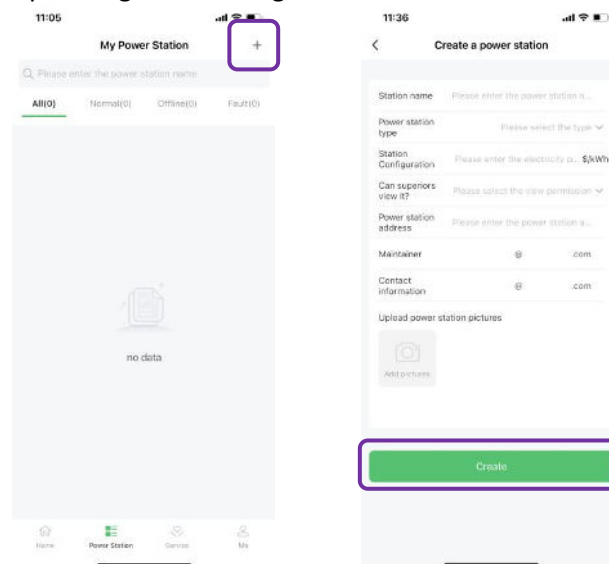 11:05
My Power Station
+
Please enter the power station name
All(0) Normal(0) Offline(0) Fault(0)
no data
Home Power Station Service Me
11:36
Create a power station
Station name Please enter the power station n...
Power station type Please select the type
Station Configuration Please enter the electricity p... $/kWh
Can superiors view it? Please select the view permission
Power station address Please enter the power station a...
Maintainer @ .com
Contact information @ .com
Upload power station pictures
Add pictures
Create